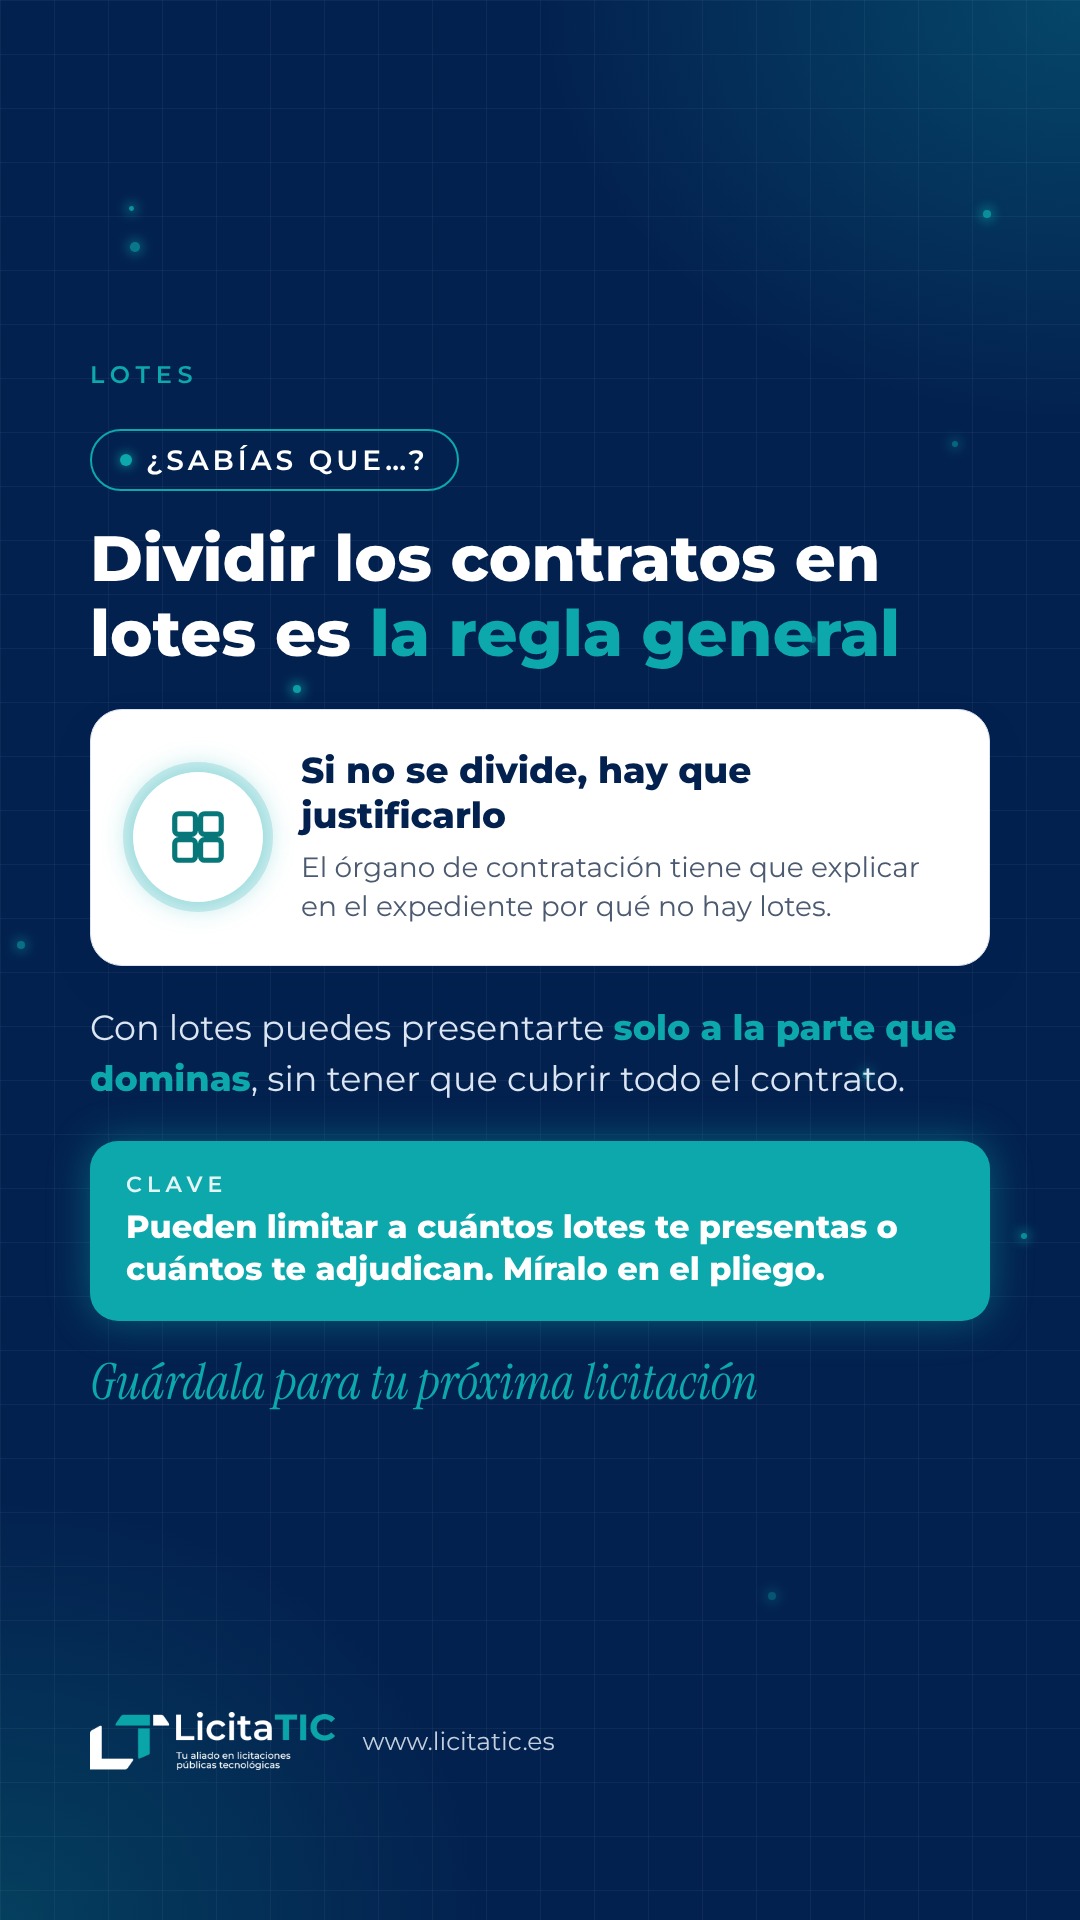 LOTES
¿SABÍAS QUE...?
Dividir los contratos en
lotes es la regla general
Si no se divide, hay que
justificarlo
El órgano de contratación tiene que explicar
en el expediente por qué no hay lotes.
Con lotes puedes presentarte solo a la parte que
dominas, sin tener que cubrir todo el contrato.
CLAVE
Pueden limitar a cuántos lotes te presentas o
cuántos te adjudican. Míralo en el pliego.
Guárdala para tu próxima licitación
LicitaTIC
Tu aliado en licitaciones
públicas tecnológicas
www.licitatic.es